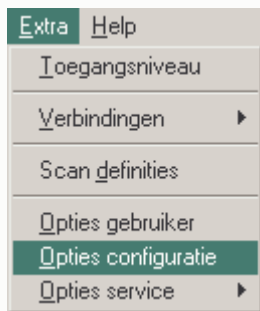 Extra Help
Toegangsniveau
Verbindingen
Scan definities
Opties gebruiker
Opties configuratie
Opties service